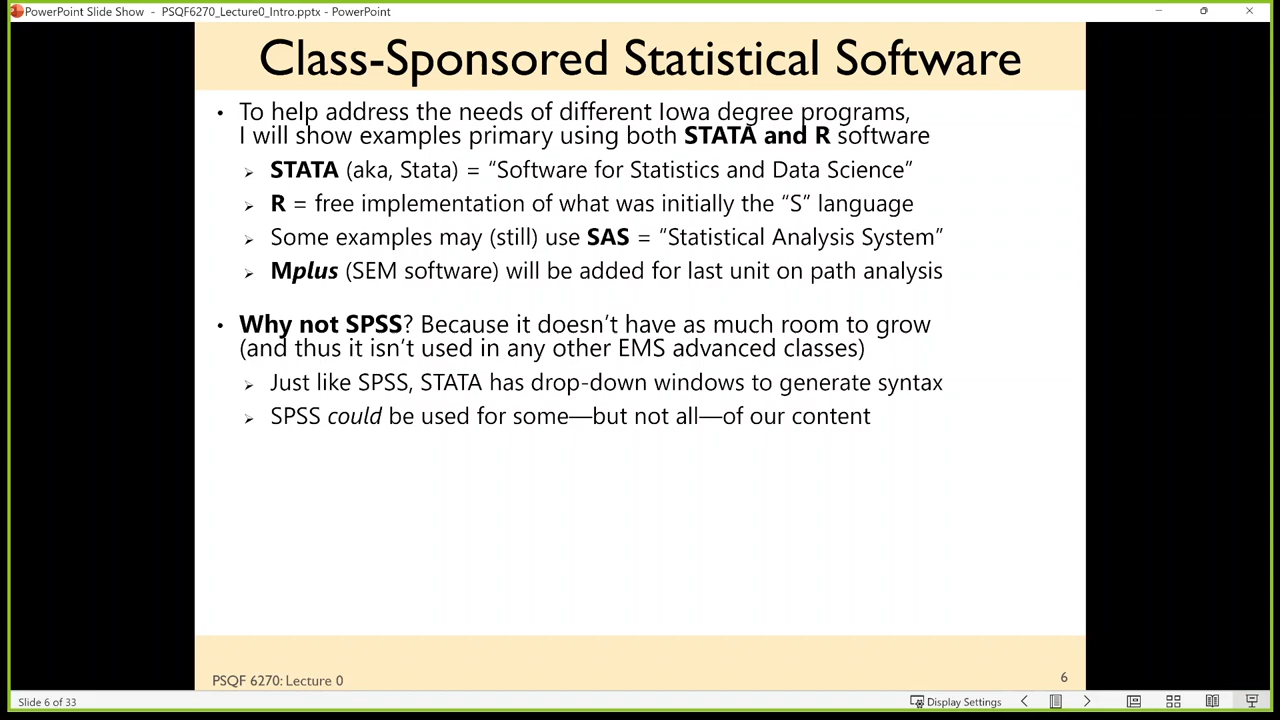 PowerPoint Slide Show - PSQF6270_Lecture0_Intro.pptx - PowerPoint
Class-Sponsored Statistical Software
• To help address the needs of different Iowa degree programs,
I will show examples primary using both STATA and R software
➢ STATA (aka, Stata) = “Software for Statistics and Data Science”
➢ R = free implementation of what was initially the “S” language
➢ Some examples may (still) use SAS = “Statistical Analysis System”
➢ Mplus (SEM software) will be added for last unit on path analysis
• Why not SPSS? Because it doesn’t have as much room to grow
(and thus it isn’t used in any other EMS advanced classes)
➢ Just like SPSS, STATA has drop-down windows to generate syntax
➢ SPSS could be used for some—but not all—of our content
PSQF 6270: Lecture 0
6
Slide 6 of 33
Display Settings